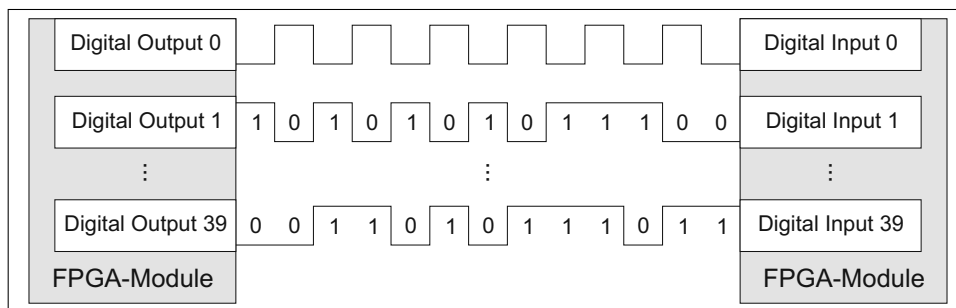 Digital Output 0 Digital Input 0
Digital Output 1 1 0 1 0 1 0 1 0 1 1 1 0 0 Digital Input 1
⋮ ⋮ ⋮
Digital Output 39 0 0 1 1 0 1 0 1 1 1 0 1 1 Digital Input 39
FPGA-Module FPGA-Module